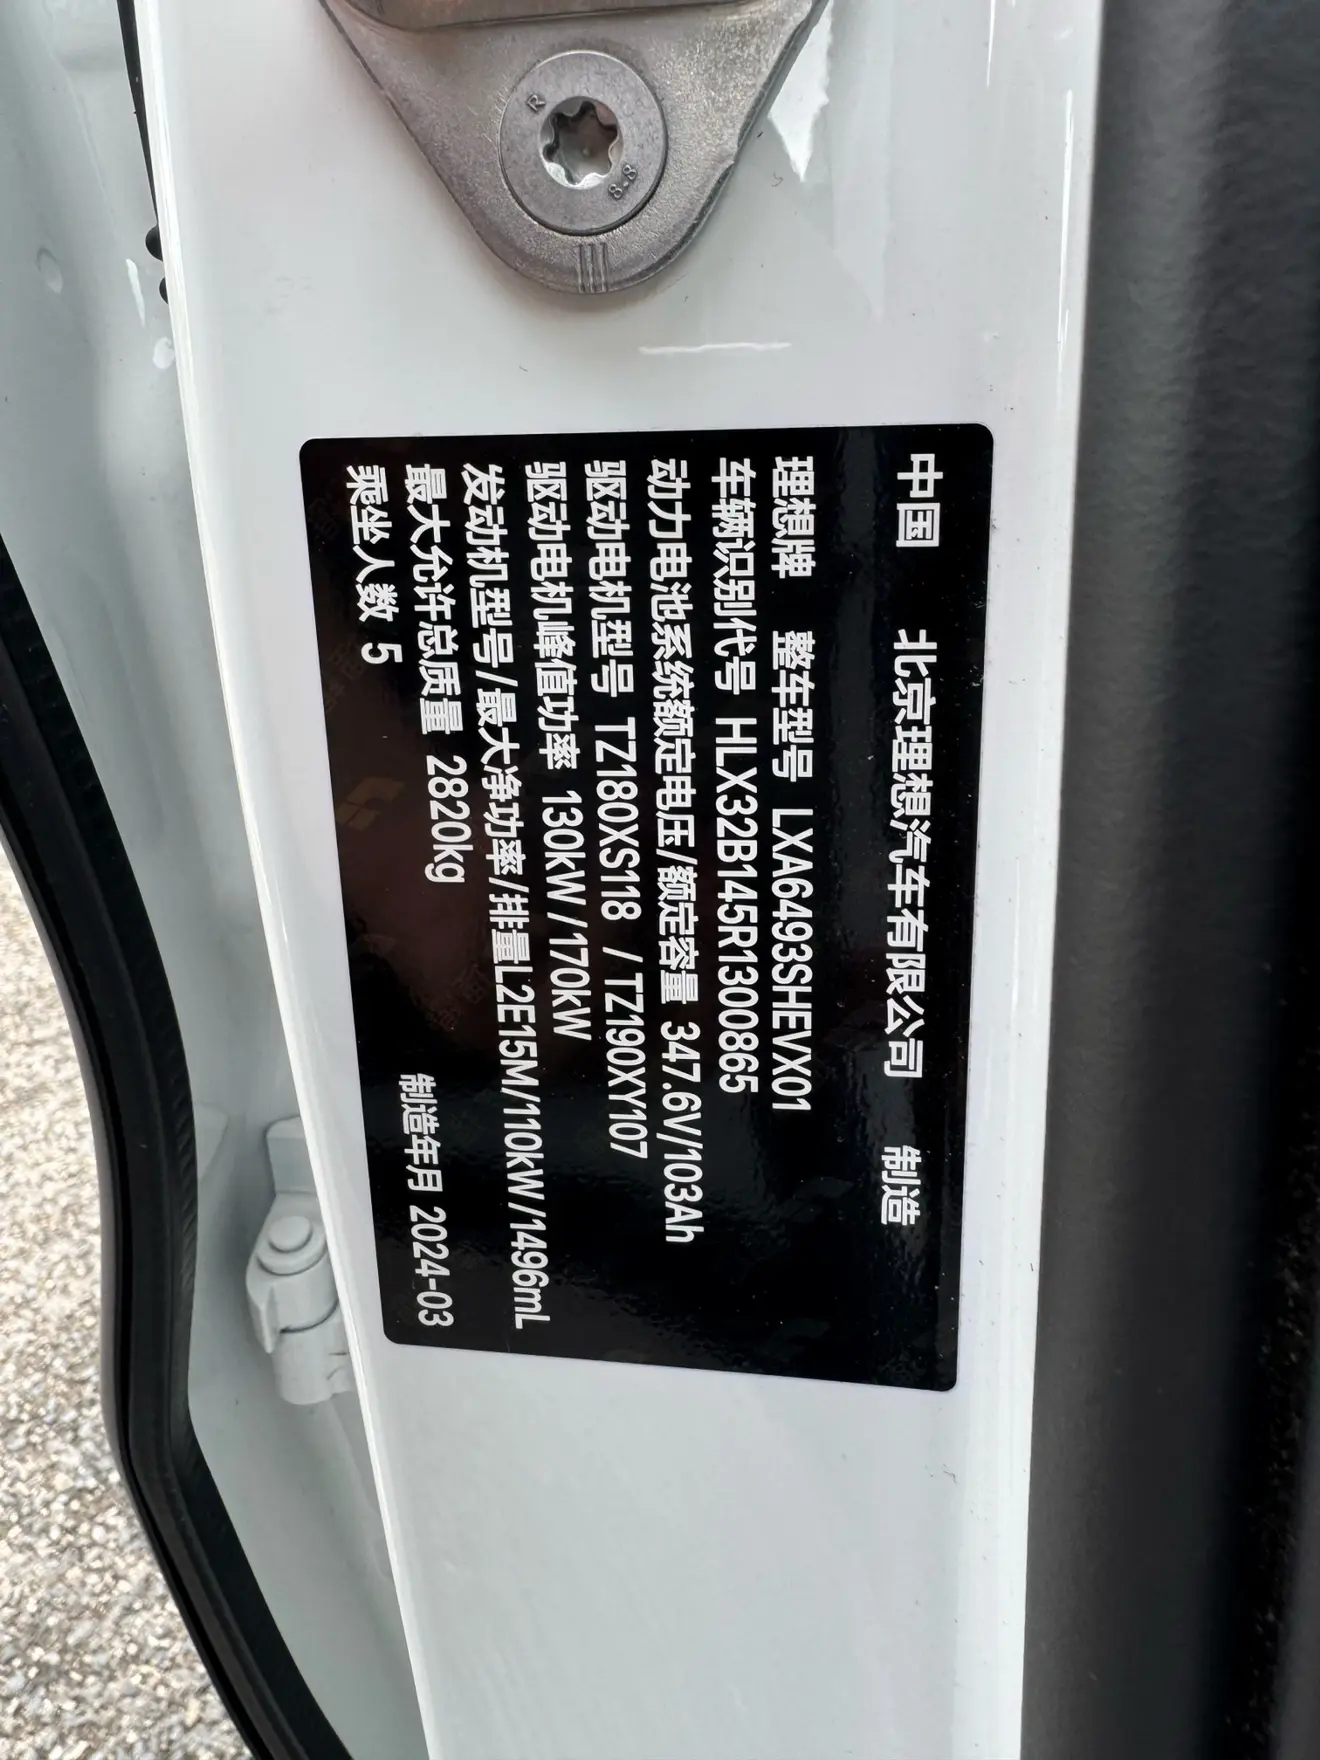 R
8.8
中国 北京理想汽车有限公司 制造
理想牌 整车型号 LXA6493SHEVX01
车辆识别代号 HLX32B145R1300865
动力电池系统额定电压/额定容量 347.6V/103Ah
驱动电机型号 TZ180XS118 /TZ190XY107
驱动电机峰值功率 130kW/170kW
发动机型号/最大净功率/排量L2E15M/110kW/1496mL
最大允许总质量 2820kg 制造年月 2024-03
乘坐人数 5